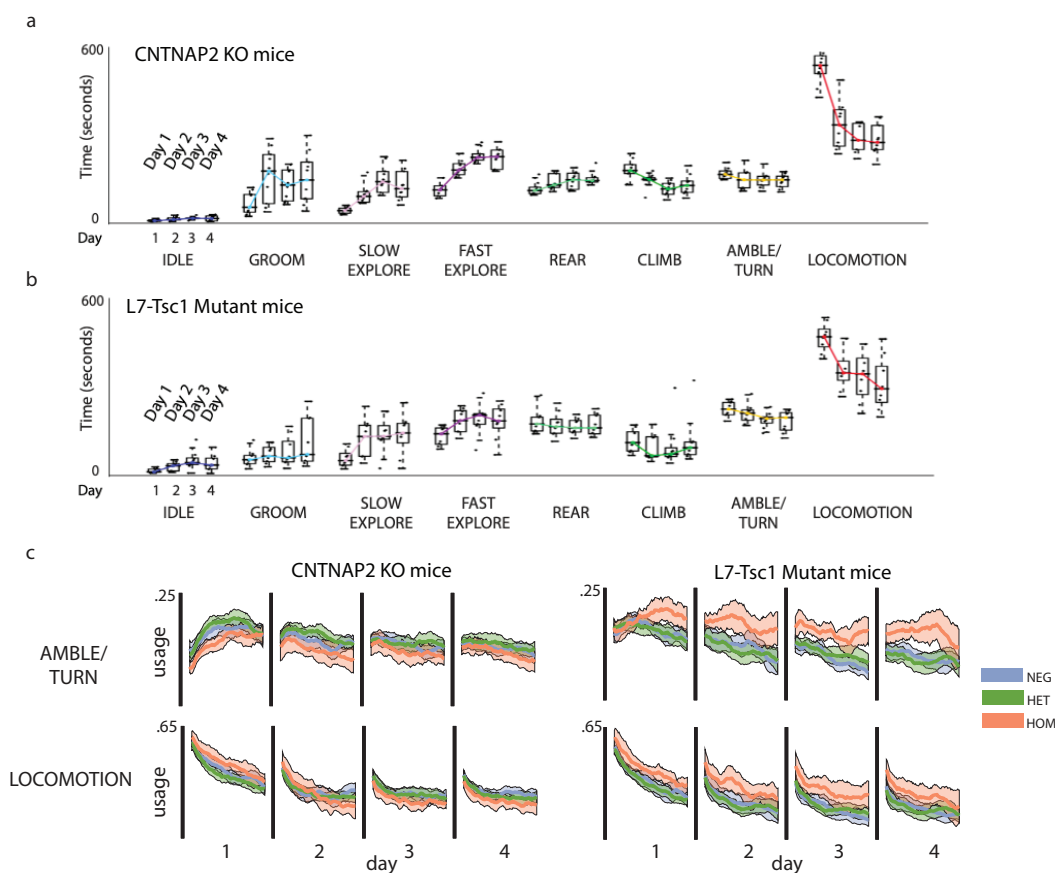 a
CNTNAP2 KO mice
600
Time (seconds)
0
Day 1
Day 2
Day 3
Day 4
Day
1 2 3 4
IDLE
GROOM
SLOW
EXPLORE
FAST
EXPLORE
REAR
CLIMB
AMBLE/
TURN
LOCOMOTION
b
L7-Tsc1 Mutant mice
600
Time (seconds)
0
Day 1
Day 2
Day 3
Day 4
Day
1 2 3 4
IDLE
GROOM
SLOW
EXPLORE
FAST
EXPLORE
REAR
CLIMB
AMBLE/
TURN
LOCOMOTION
c
CNTNAP2 KO mice
L7-Tsc1 Mutant mice
.25
.25
AMBLE/
TURN
usage
NEG
HET
HOM
.65
.65
LOCOMOTION
usage
1 2 3 4
day
1 2 3 4
day